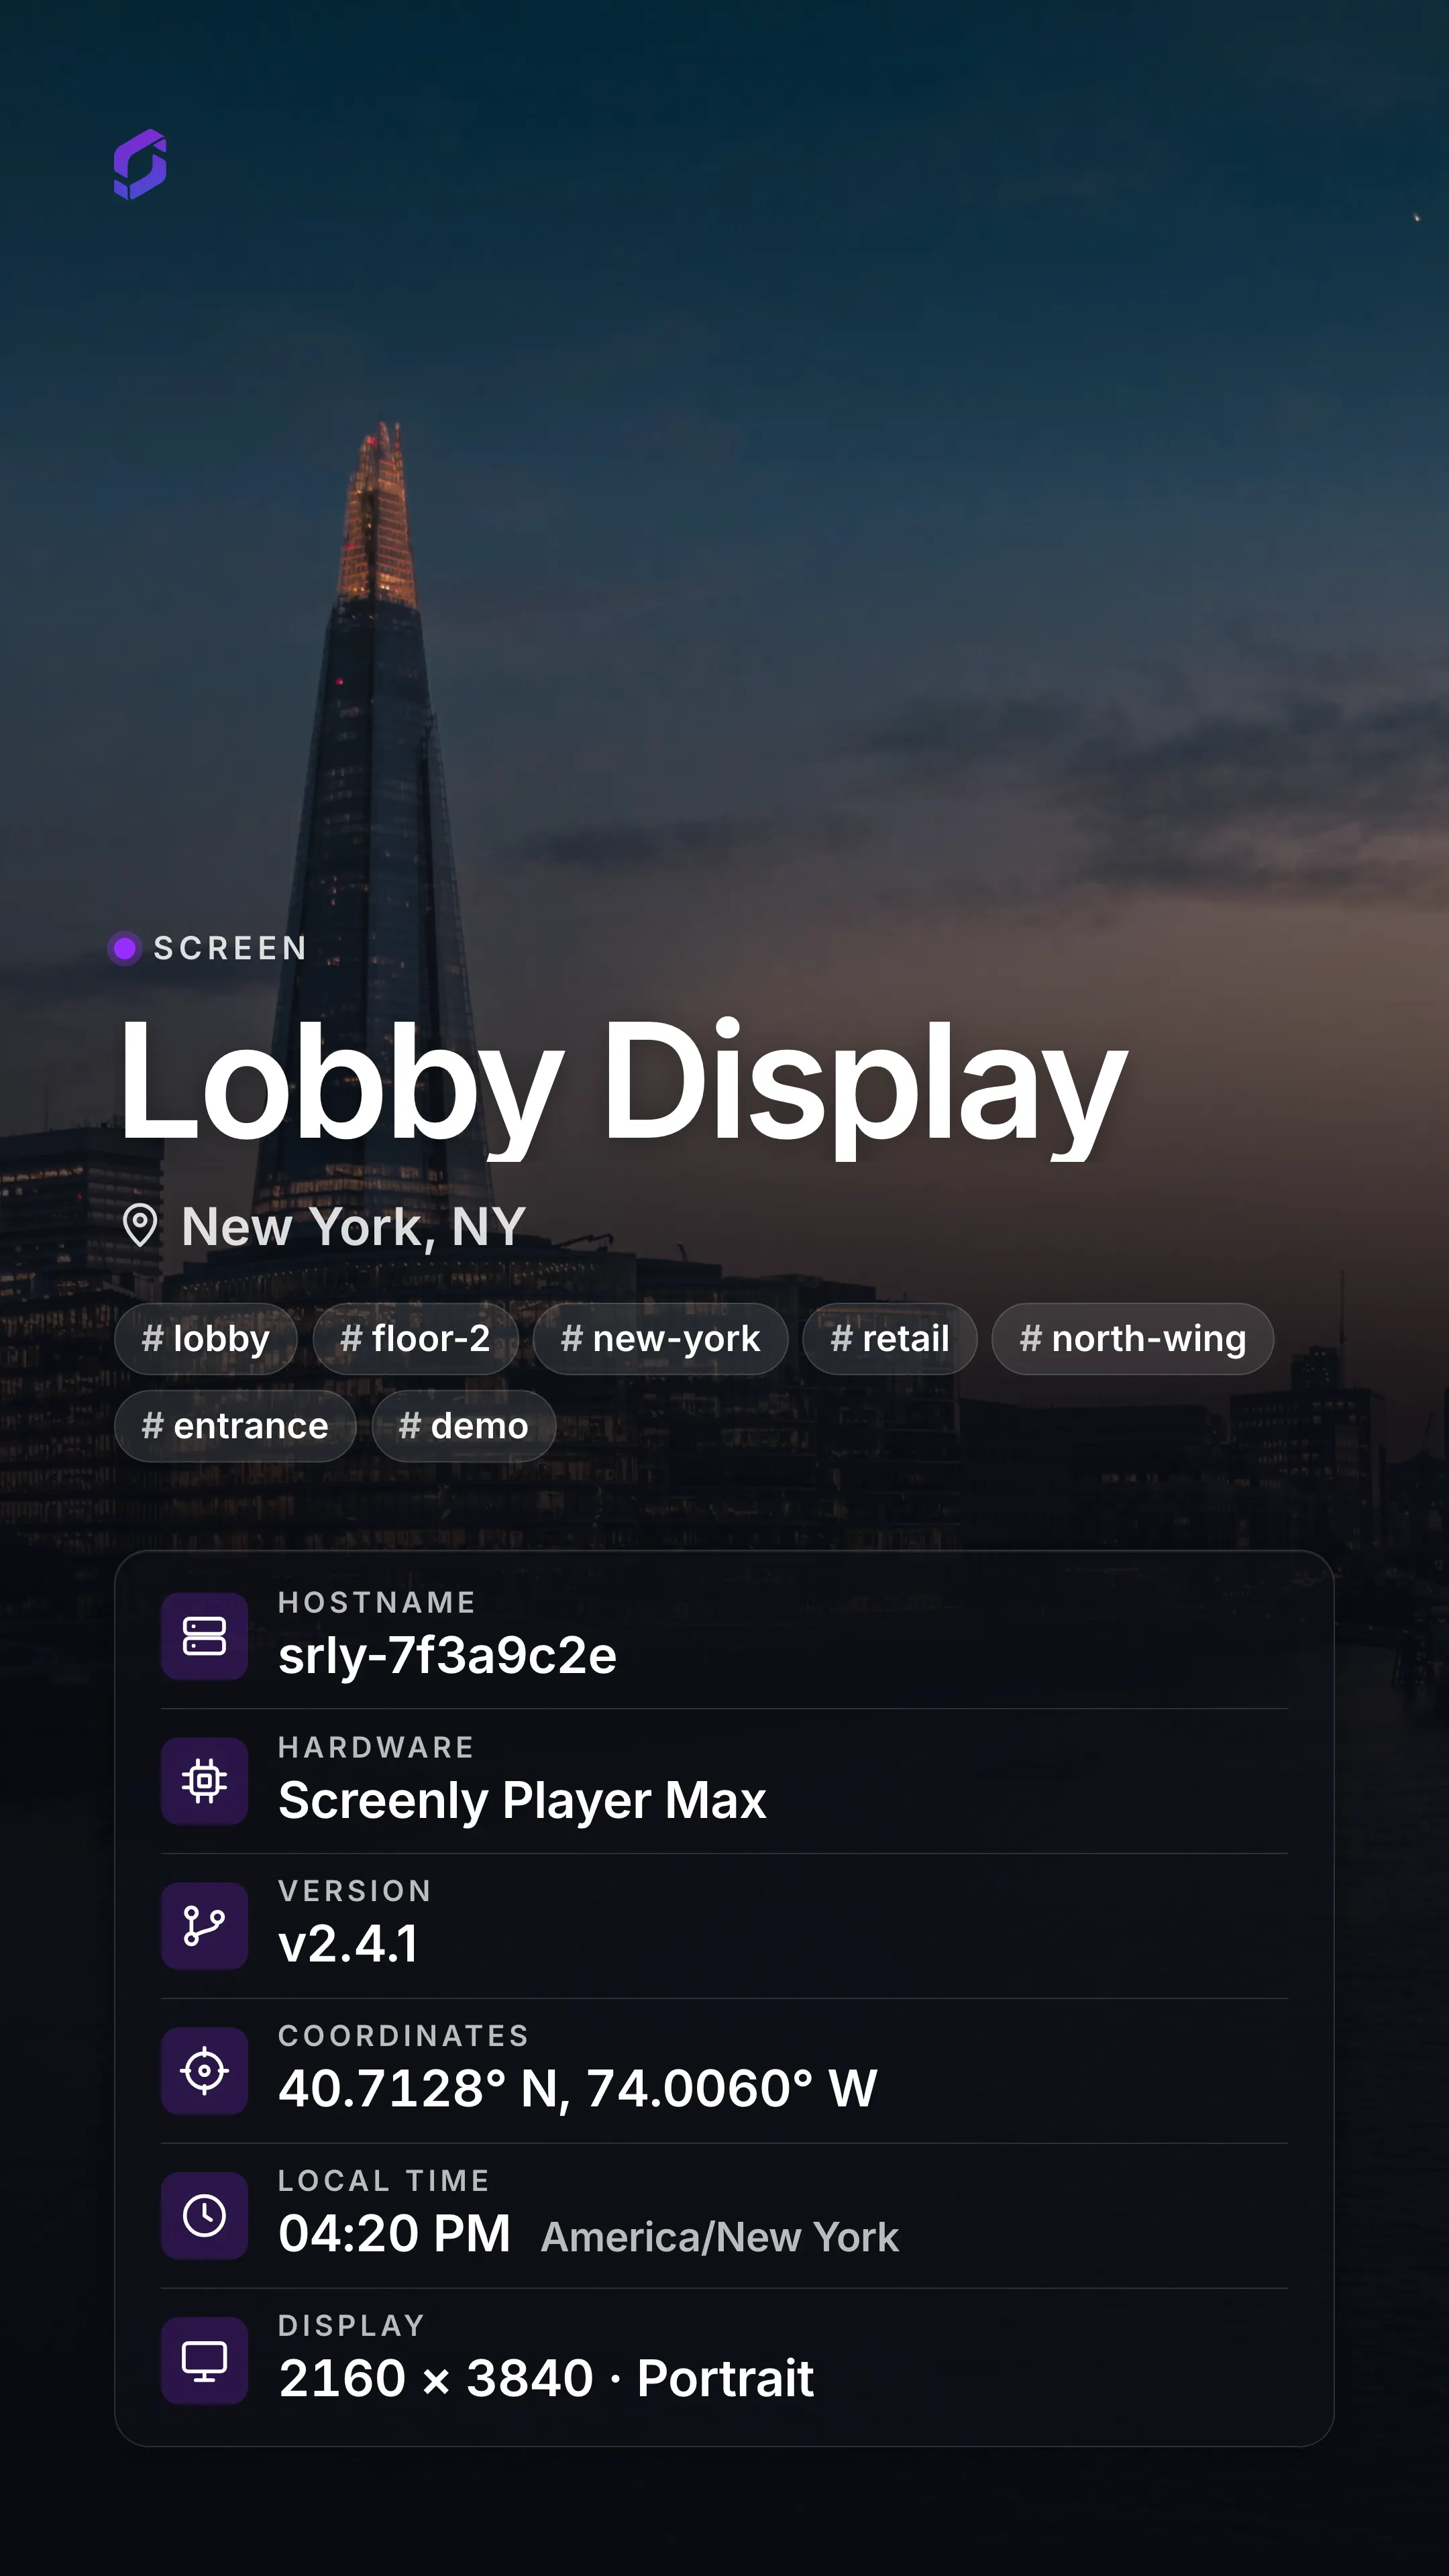 SCREEN
Lobby Display
New York, NY
# lobby # floor-2 # new-york # retail # north-wing
# entrance # demo
HOSTNAME
srly-7f3a9c2e
HARDWARE
Screenly Player Max
VERSION
v2.4.1
COORDINATES
40.7128° N, 74.0060° W
LOCAL TIME
04:20 PM America/New York
DISPLAY
2160 × 3840 · Portrait